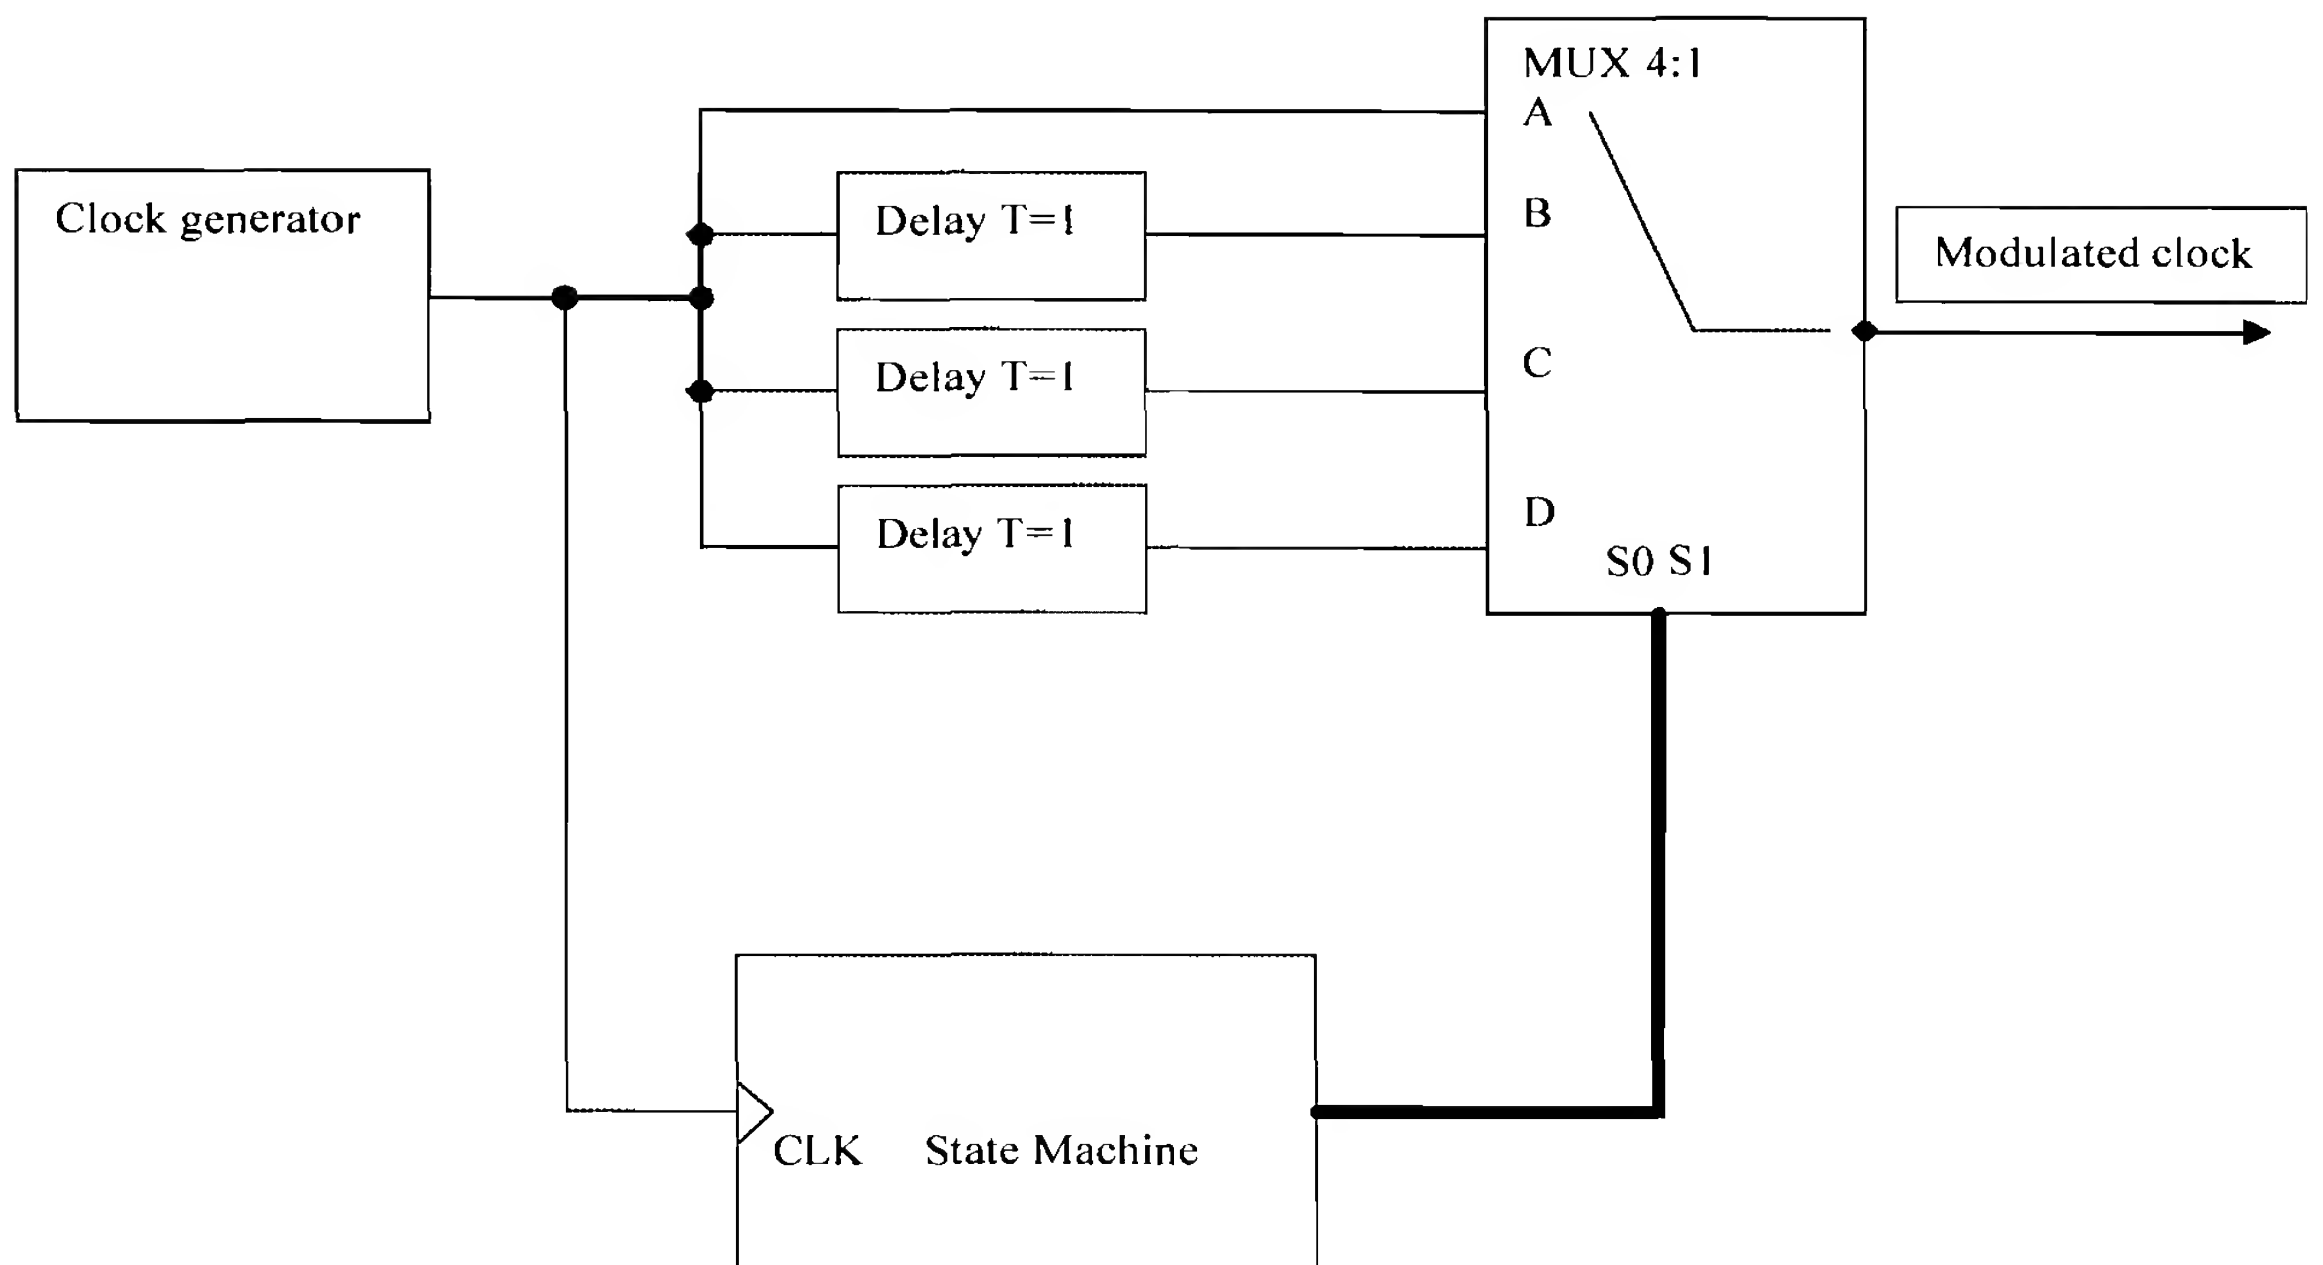 MUX 4:1
A
Clock generator
Delay T=1
B
Modulated clock
Delay T=1
C
Delay T=1
D
S0 S1
CLK
State Machine